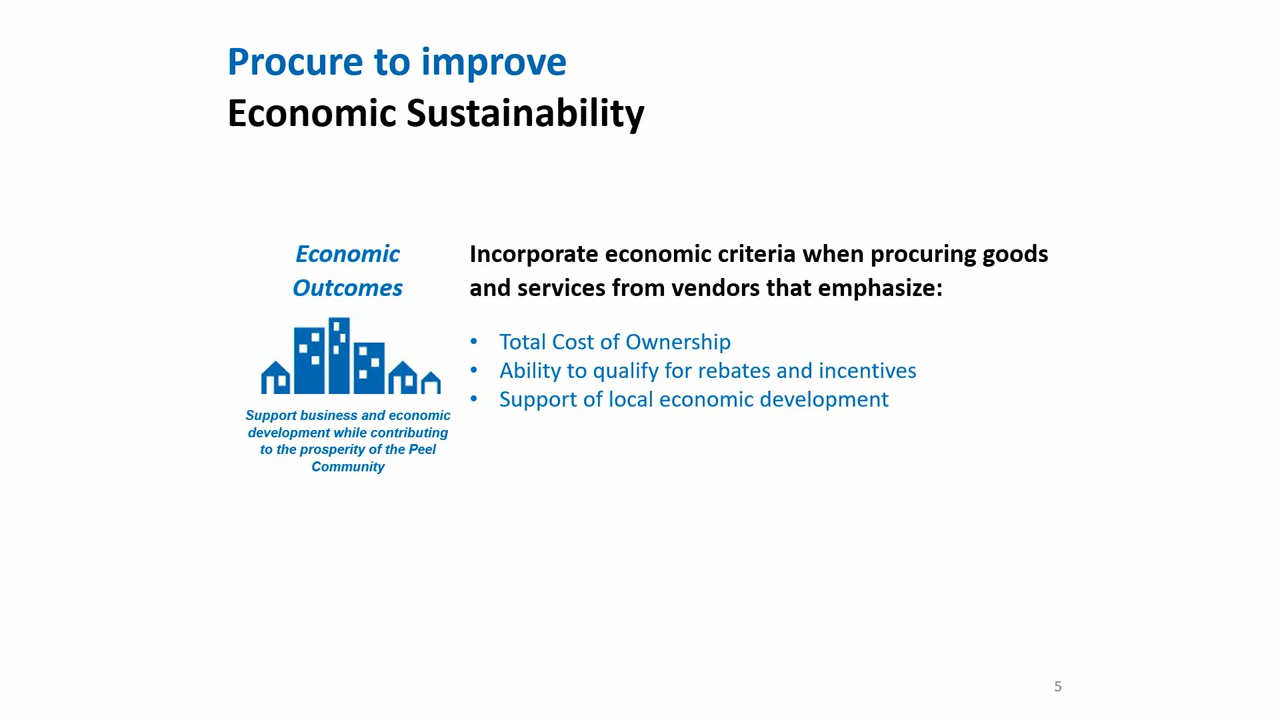 Procure to improve
Economic Sustainability
Economic
Outcomes
Support business and economic
development while contributing
to the prosperity of the Peel
Community
Incorporate economic criteria when procuring goods
and services from vendors that emphasize:
• Total Cost of Ownership
• Ability to qualify for rebates and incentives
• Support of local economic development
5